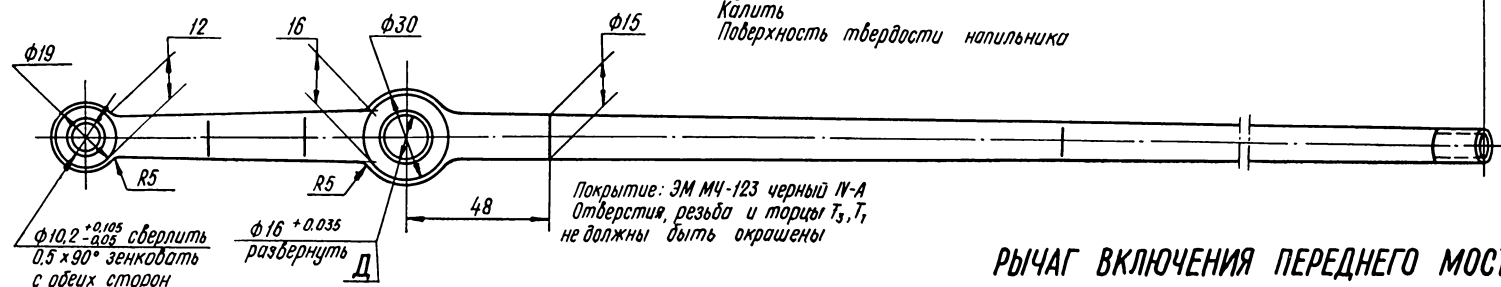 Калить
Поверхность твердости напильника
ф19
12
16
ф30
ф15
R5
R5
48
Покрытие: ЭМ МЧ-123 черный IV-А
Отверстия, резьба и торцы Т₃, Т₁
не должны быть окрашены
ф10,2 +0,105 -0,05 сверлить
0,5 × 90° зенковать
с обеих сторон
ф16 +0.035
развернуть
Д
РЫЧАГ ВКЛЮЧЕНИЯ ПЕРЕДНЕГО МОСТ